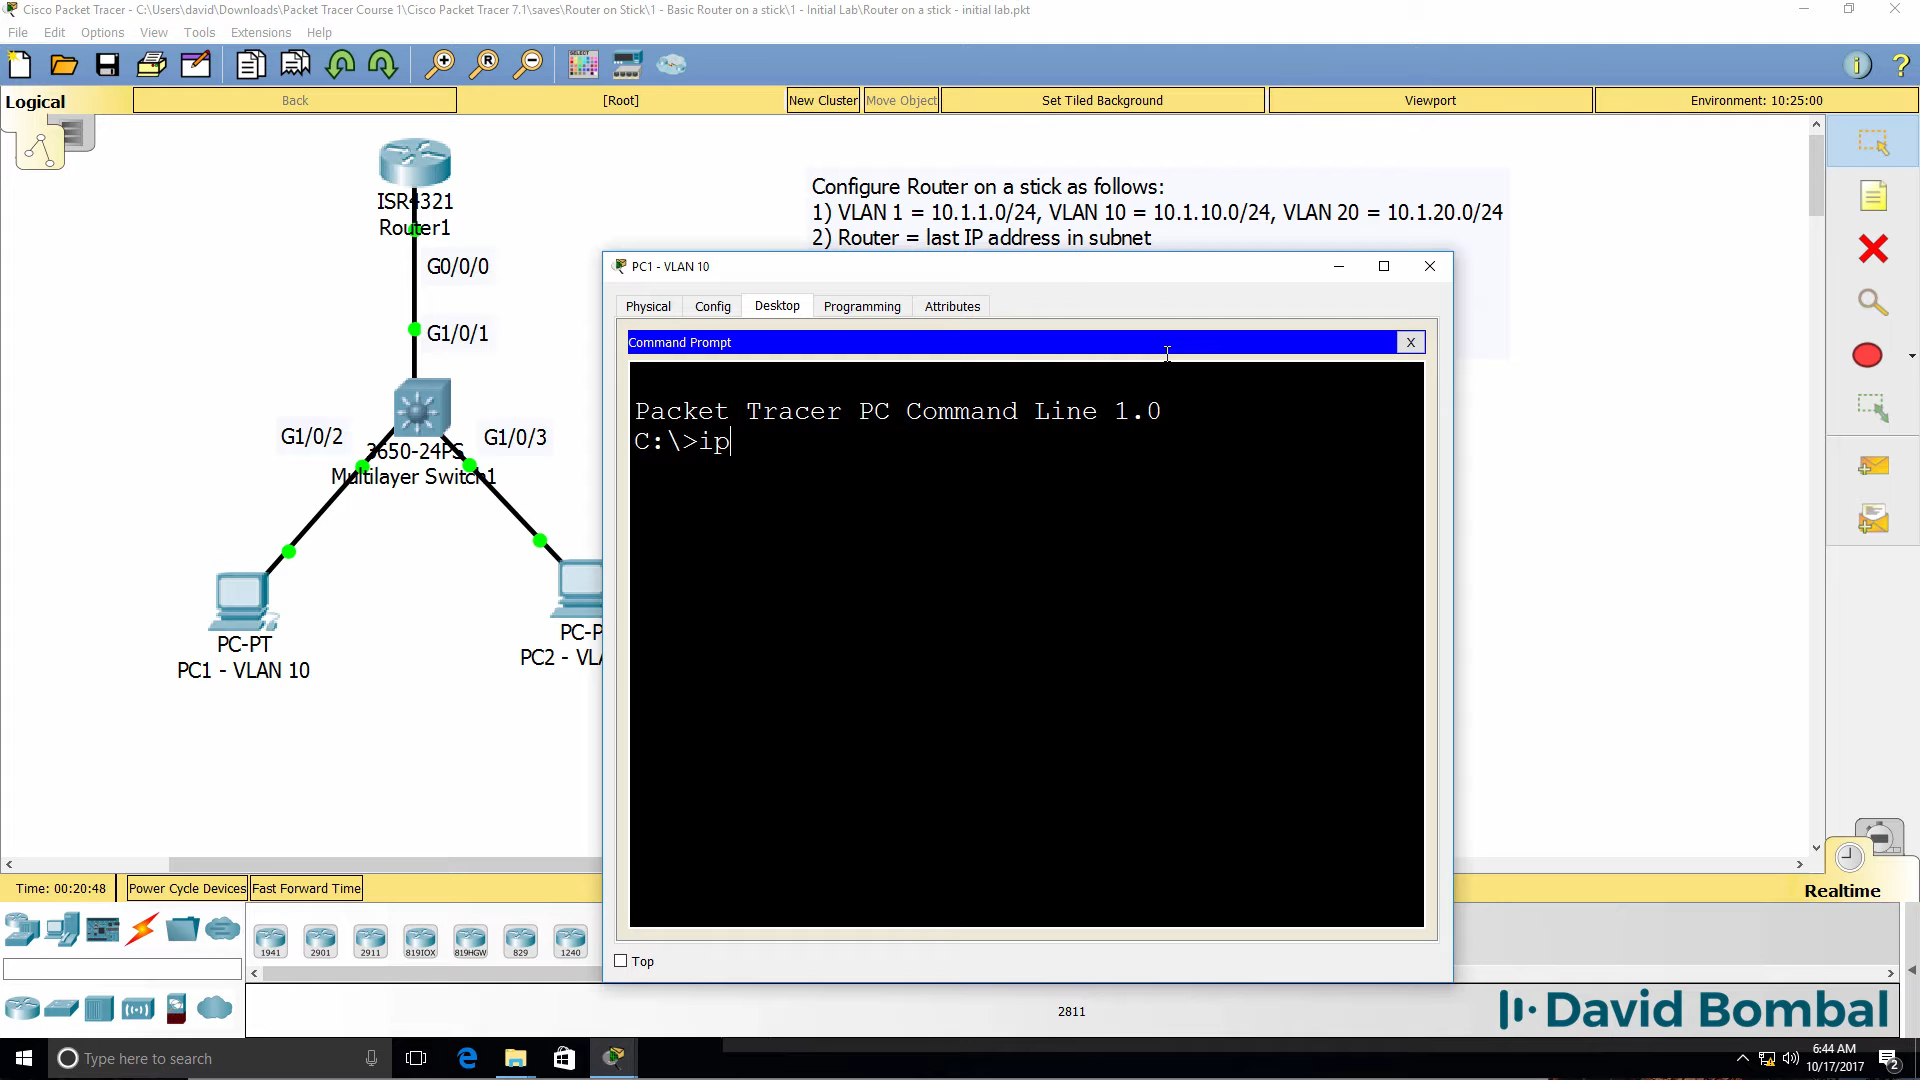 Cisco Packet Tracer - C:\Users\david\Downloads\Packet Tracer Course 1\Cisco Packet Tracer 7.1\saves\Router on Stick\1 - Basic Router on a stick\1 - Initial Lab\Router on a stick - initial lab.pkt
File Edit Options View Tools Extensions Help
Logical Back [Root] New Cluster Move Object Set Tiled Background Viewport Environment: 10:25:00
ISR4321
Router1
G0/0/0
G1/0/1
G1/0/2
G1/0/3
3650-24PS
Multilayer Switch1
PC-PT
PC1 - VLAN 10
PC-P
PC2 - VLA
Configure Router on a stick as follows:
1) VLAN 1 = 10.1.1.0/24, VLAN 10 = 10.1.10.0/24, VLAN 20 = 10.1.20.0/24
2) Router = last IP address in subnet
PC1 - VLAN 10
Physical Config Desktop Programming Attributes
Command Prompt X
Packet Tracer PC Command Line 1.0
C:\>ip
Top
Time: 00:20:48 Power Cycle Devices Fast Forward Time
Realtime
1941 2901 2911 819IOX 819HGW 829 1240
2811
David Bombal
Type here to search
6:44 AM
10/17/2017
2